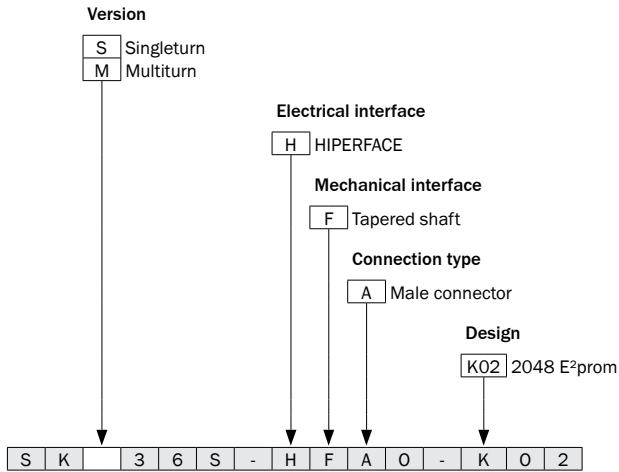 Version
S Singleturn
M Multiturn
Electrical interface
H HIPERFACE
Mechanical interface
F Tapered shaft
Connection type
A Male connector
Design
K02 2048 E²prom
S K 3 6 S - H F A 0 - K 0 2